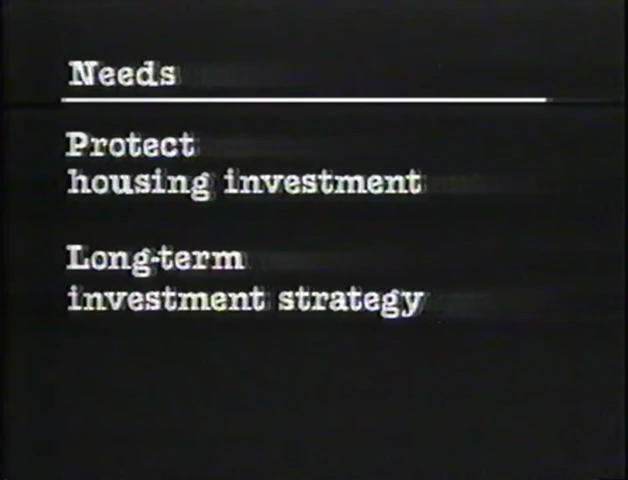 Needs
Protect
housing investment
Long-term
investment strategy